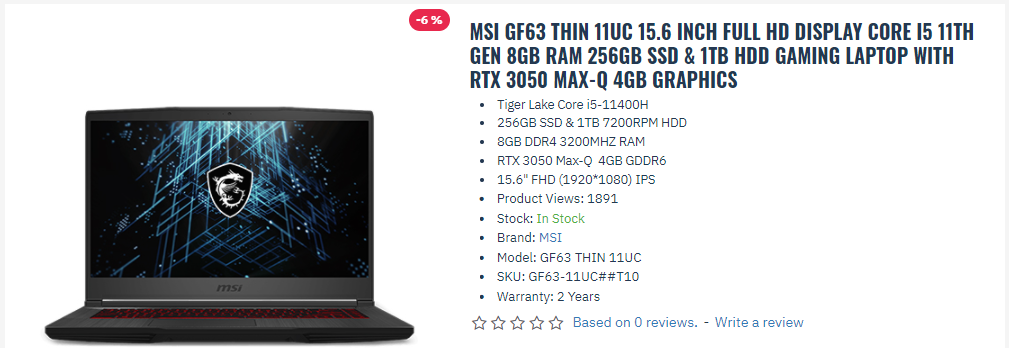 -6 %
MSI GF63 THIN 11UC 15.6 INCH FULL HD DISPLAY CORE I5 11TH
GEN 8GB RAM 256GB SSD & 1TB HDD GAMING LAPTOP WITH
RTX 3050 MAX-Q 4GB GRAPHICS
Tiger Lake Core i5-11400H
256GB SSD & 1TB 7200RPM HDD
8GB DDR4 3200MHZ RAM
RTX 3050 Max-Q  4GB GDDR6
15.6" FHD (1920*1080) IPS
Product Views: 1891
Stock: In Stock
Brand: MSI
Model: GF63 THIN 11UC
SKU: GF63-11UC##T10
Warranty: 2 Years
Based on 0 reviews. - Write a review
msi